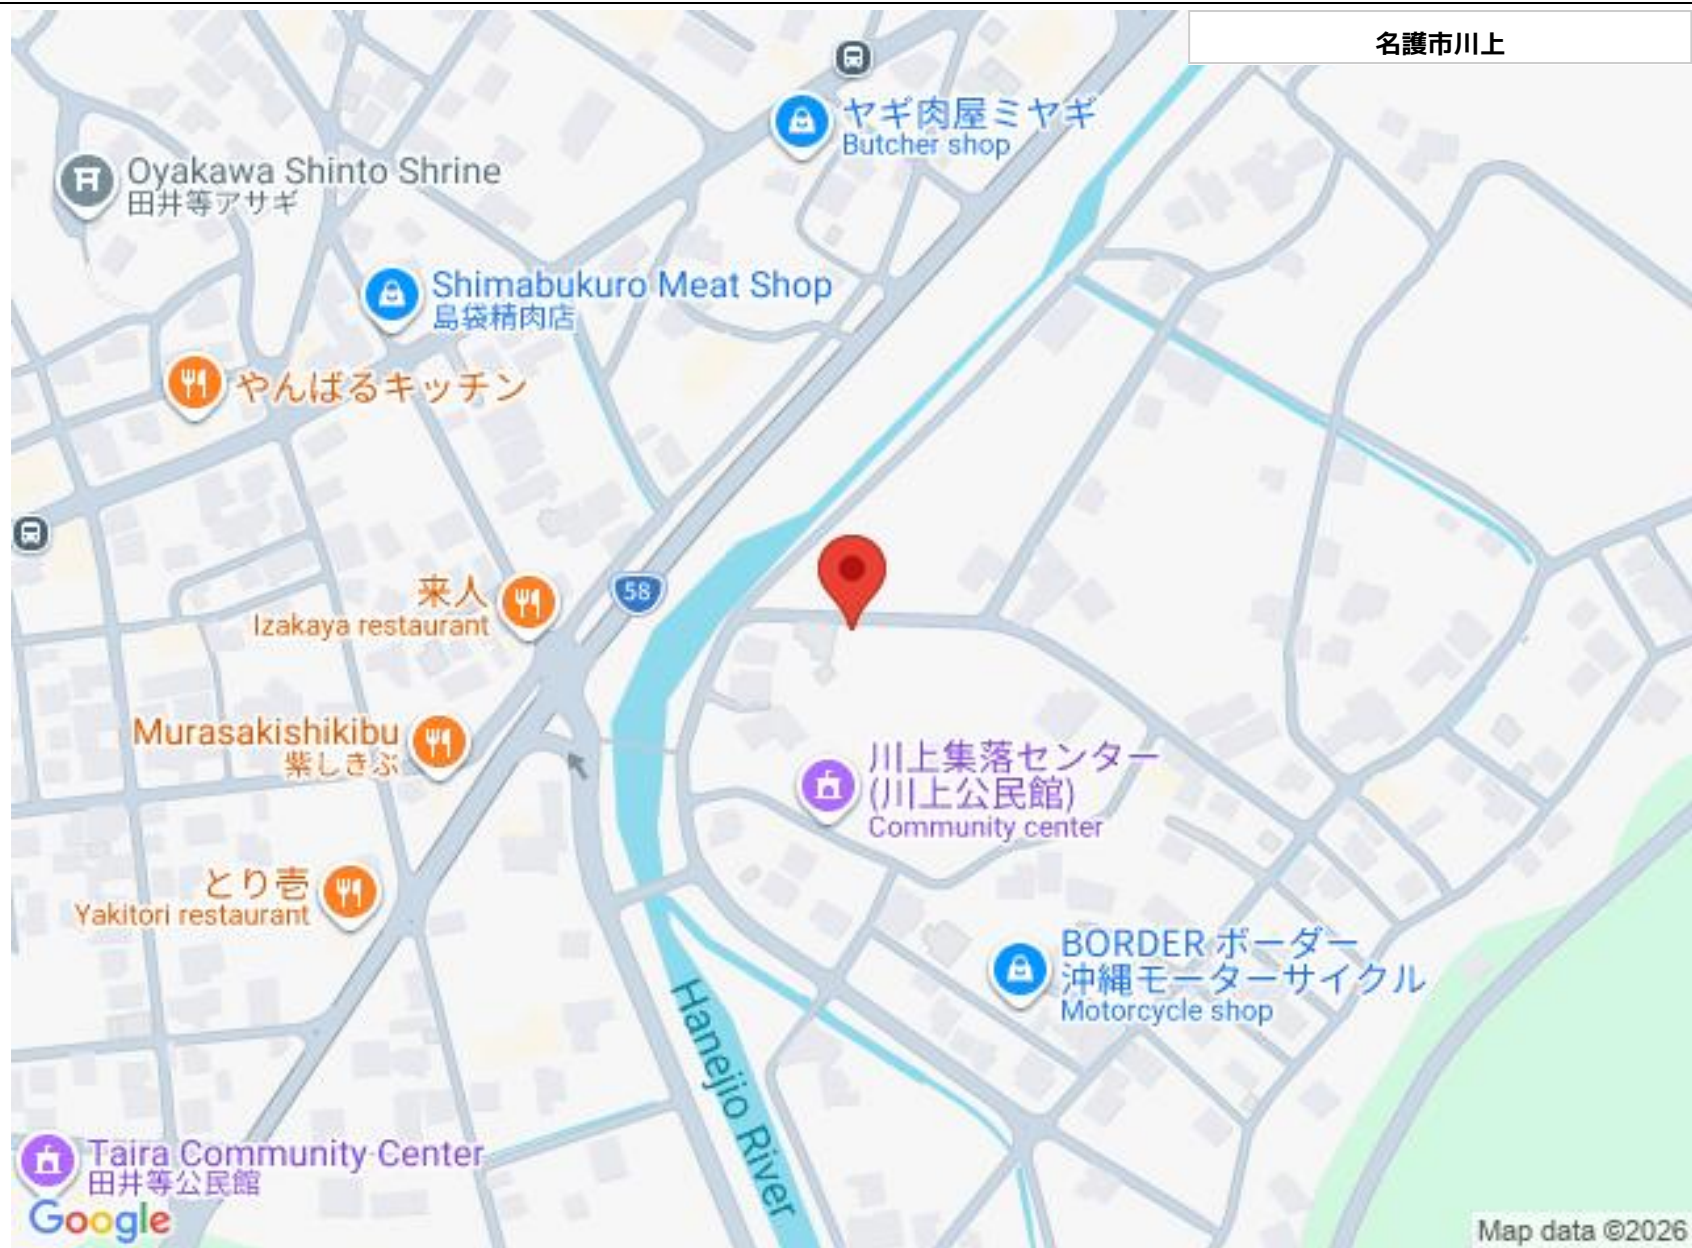 名護市川上
ヤギ肉屋ミヤギ
Butcher shop
Oyakawa Shinto Shrine
田井等アサギ
Shimabukuro Meat Shop
島袋精肉店
やんばるキッチン
来人
Izakaya restaurant
58
Murasakishikibu
紫しきぶ
川上集落センター
(川上公民館)
Community center
とり壱
Yakitori restaurant
BORDER ボーダー
沖縄モーターサイクル
Motorcycle shop
Hanejio River
Taira Community Center
田井等公民館
Google
Map data ©2026